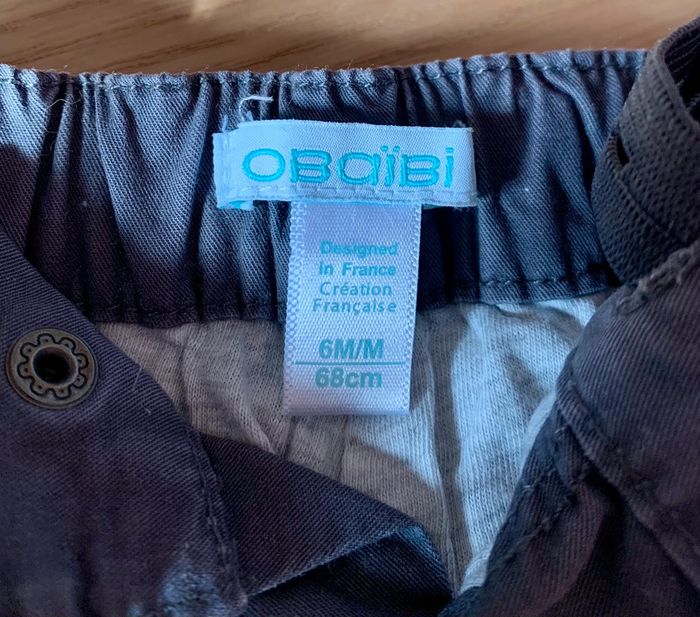 OBaïBi
Designed
in France
Création
Française
6M/M
68cm